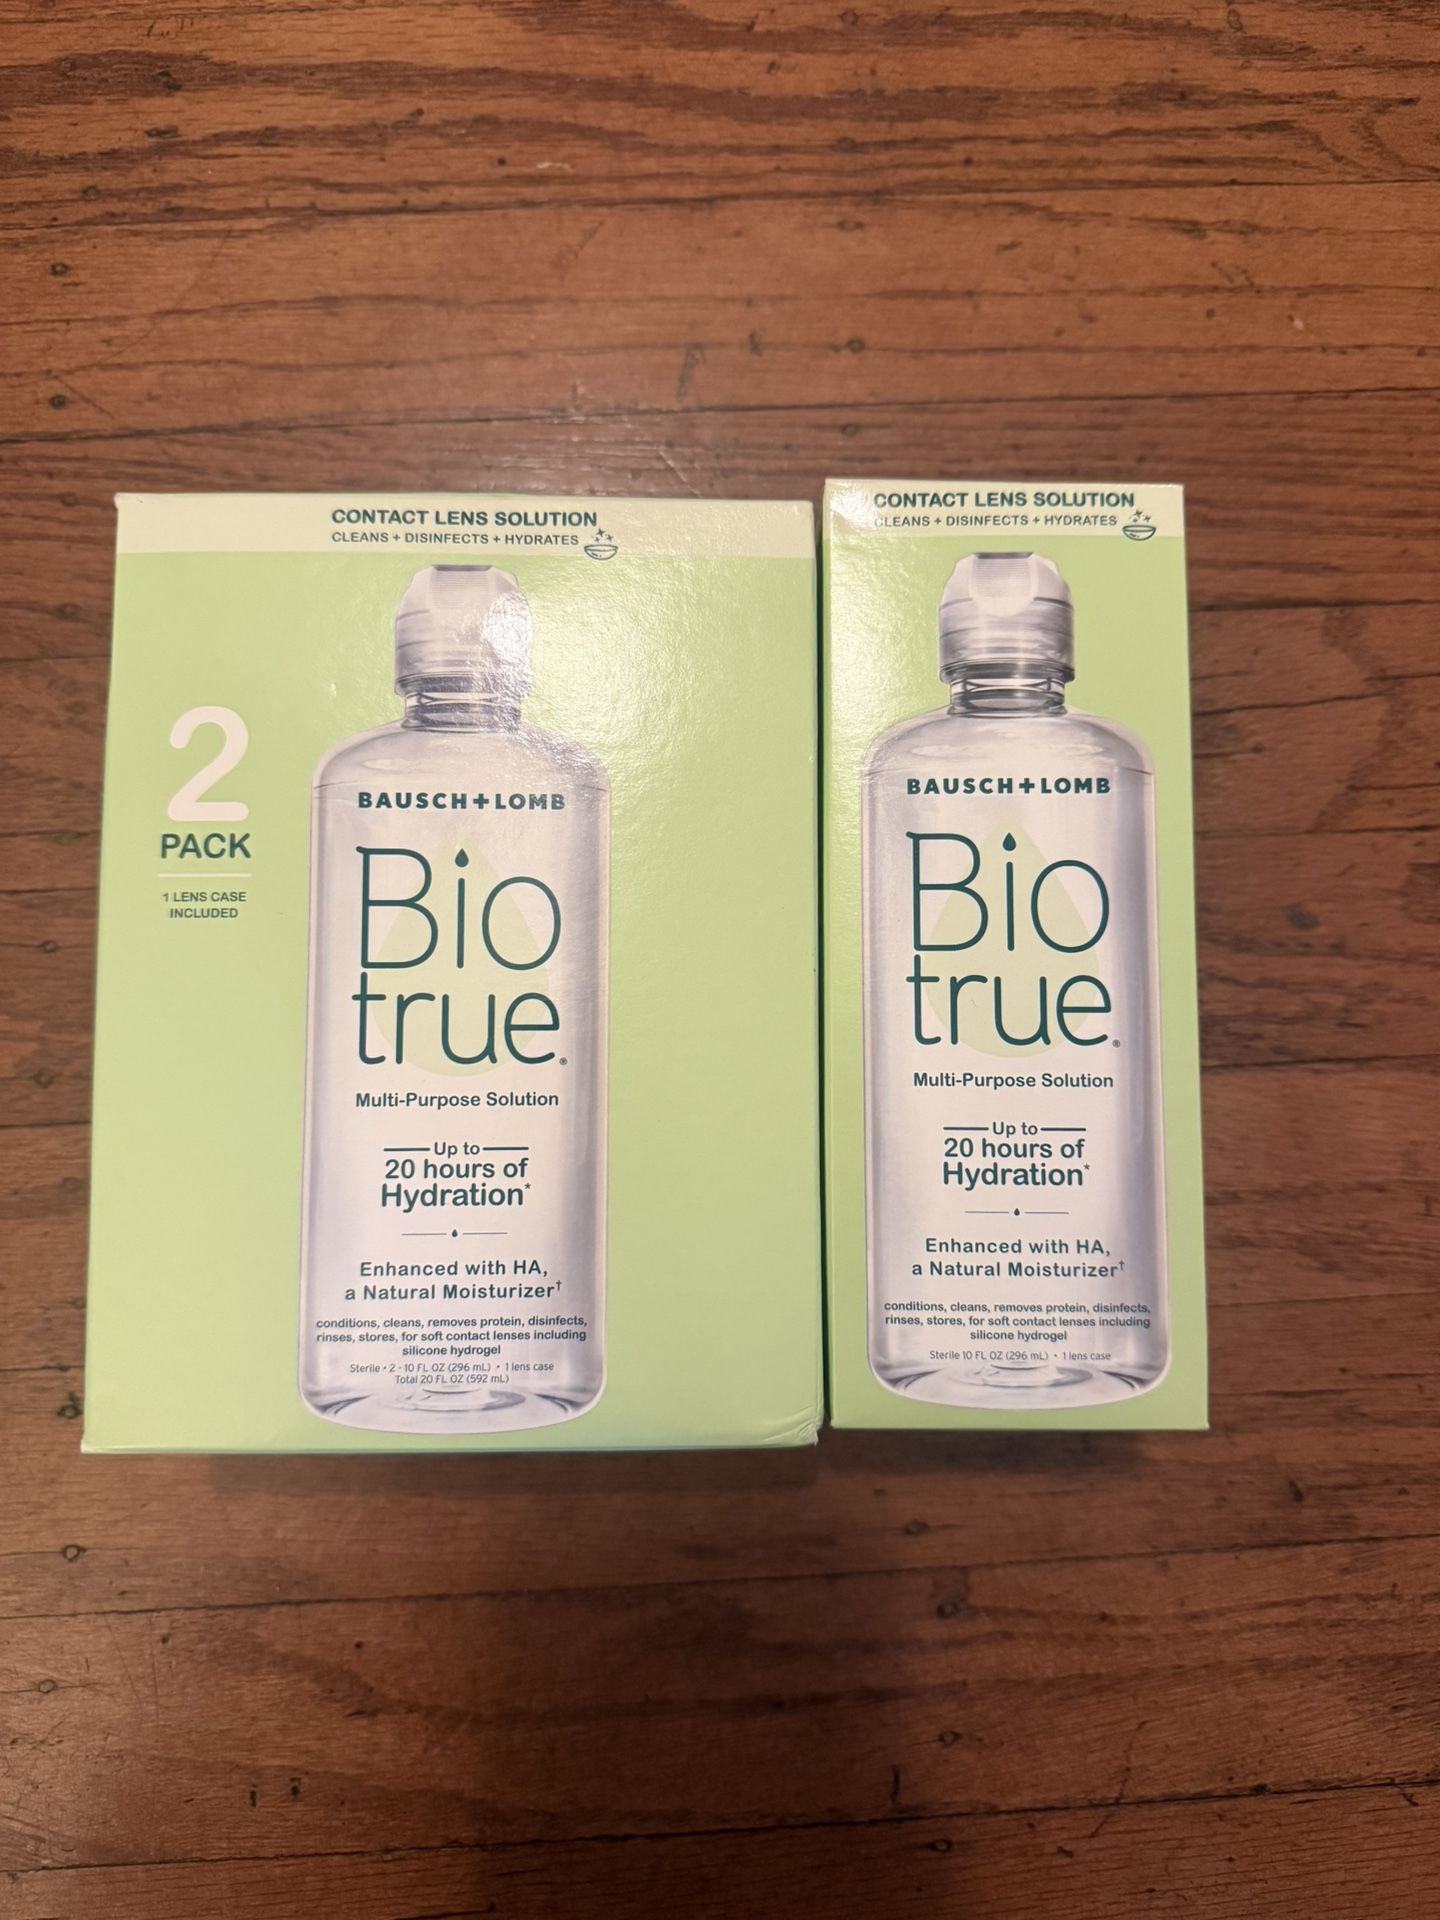 CONTACT LENS SOLUTION
CLEANS + DISINFECTS + HYDRATES
2
PACK
1 LENS CASE
INCLUDED
BAUSCH+LOMB
Bio
true®
Multi-Purpose Solution
Up to
20 hours of
Hydration*
Enhanced with HA,
a Natural Moisturizer†
conditions, cleans, removes protein, disinfects,
rinses, stores, for soft contact lenses including
silicone hydrogel
Sterile • 2 - 10 FL OZ (296 mL) • 1 lens case
Total 20 FL OZ (592 mL)
CONTACT LENS SOLUTION
CLEANS + DISINFECTS + HYDRATES
BAUSCH+LOMB
Bio
true®
Multi-Purpose Solution
Up to
20 hours of
Hydration*
Enhanced with HA,
a Natural Moisturizer†
conditions, cleans, removes protein, disinfects,
rinses, stores, for soft contact lenses including
silicone hydrogel
Sterile 10 FL OZ (296 mL) • 1 lens case